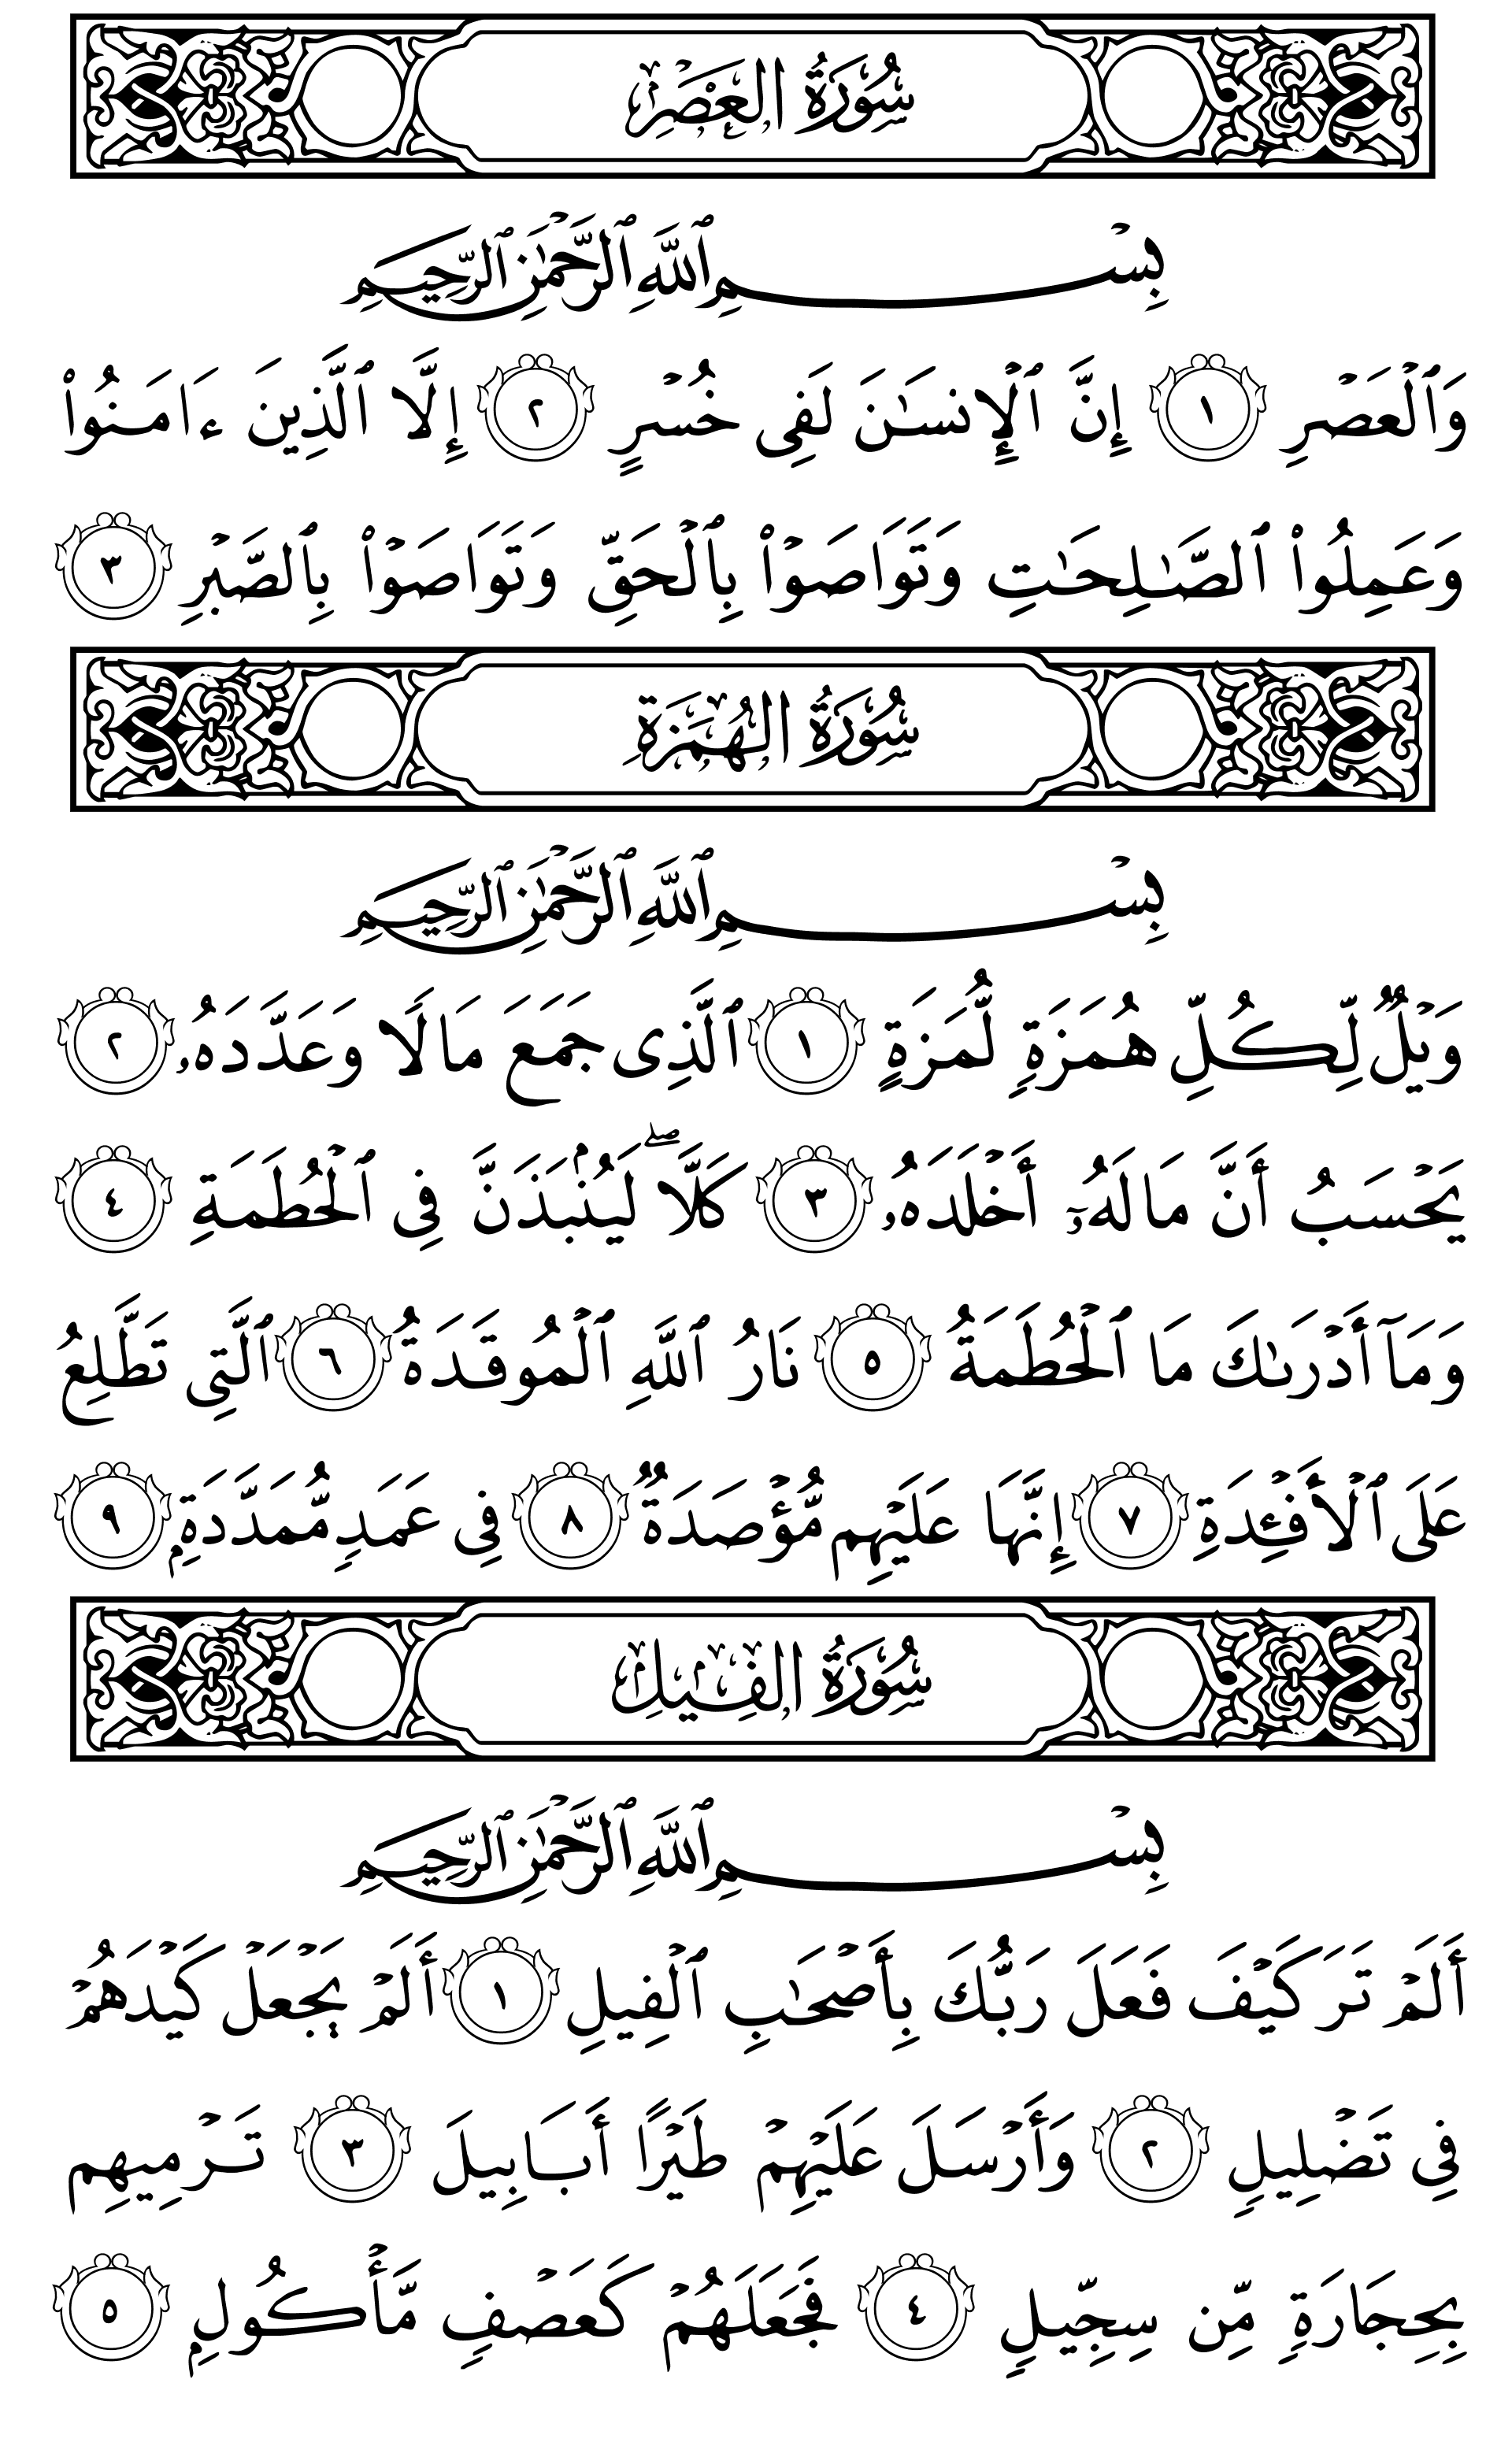 سُورَةُ العَصْرِ
بِسْمِ ٱللَّهِ ٱلرَّحْمَٰنِ ٱلرَّحِيمِ
وَٱلْعَصْرِ ١ إِنَّ ٱلْإِنسَٰنَ لَفِى خُسْرٍ ٢ إِلَّا ٱلَّذِينَ ءَامَنُوا۟
وَعَمِلُوا۟ ٱلصَّٰلِحَٰتِ وَتَوَاصَوْا۟ بِٱلْحَقِّ وَتَوَاصَوْا۟ بِٱلصَّبْرِ ٣
سُورَةُ الهُمَزَةِ
بِسْمِ ٱللَّهِ ٱلرَّحْمَٰنِ ٱلرَّحِيمِ
وَيْلٌ لِّكُلِّ هُمَزَةٍ لُّمَزَةٍ ١ ٱلَّذِى جَمَعَ مَالًا وَعَدَّدَهُۥ ٢
يَحْسَبُ أَنَّ مَالَهُۥٓ أَخْلَدَهُۥ ٣ كَلَّا ۖ لَيُنۢبَذَنَّ فِى ٱلْحُطَمَةِ ٤
وَمَآ أَدْرَىٰكَ مَا ٱلْحُطَمَةُ ٥ نَارُ ٱللَّهِ ٱلْمُوقَدَةُ ٦ ٱلَّتِى تَطَّلِعُ
عَلَى ٱلْأَفْـِٔدَةِ ٧ إِنَّهَا عَلَيْهِم مُّؤْصَدَةٌ ٨ فِى عَمَدٍ مُّمَدَّدَةٍۭ ٩
سُورَةُ الفِيلِ
بِسْمِ ٱللَّهِ ٱلرَّحْمَٰنِ ٱلرَّحِيمِ
أَلَمْ تَرَ كَيْفَ فَعَلَ رَبُّكَ بِأَصْحَٰبِ ٱلْفِيلِ ١ أَلَمْ يَجْعَلْ كَيْدَهُمْ
فِى تَضْلِيلٍ ٢ وَأَرْسَلَ عَلَيْهِمْ طَيْرًا أَبَابِيلَ ٣ تَرْمِيهِم
بِحِجَارَةٍ مِّن سِجِّيلٍ ٤ فَجَعَلَهُمْ كَعَصْفٍ مَّأْكُولٍۭ ٥